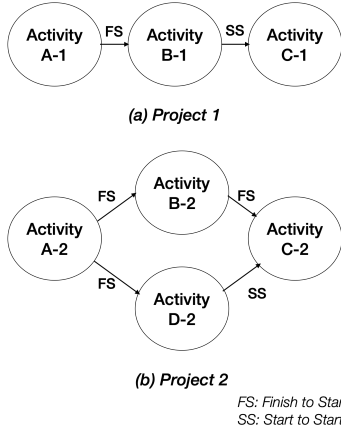 Activity
A-1
FS
Activity
B-1
SS
Activity
C-1
(a) Project 1
Activity
A-2
FS
Activity
B-2
FS
Activity
C-2
FS
Activity
D-2
SS
(b) Project 2
FS: Finish to Star
SS: Start to Start